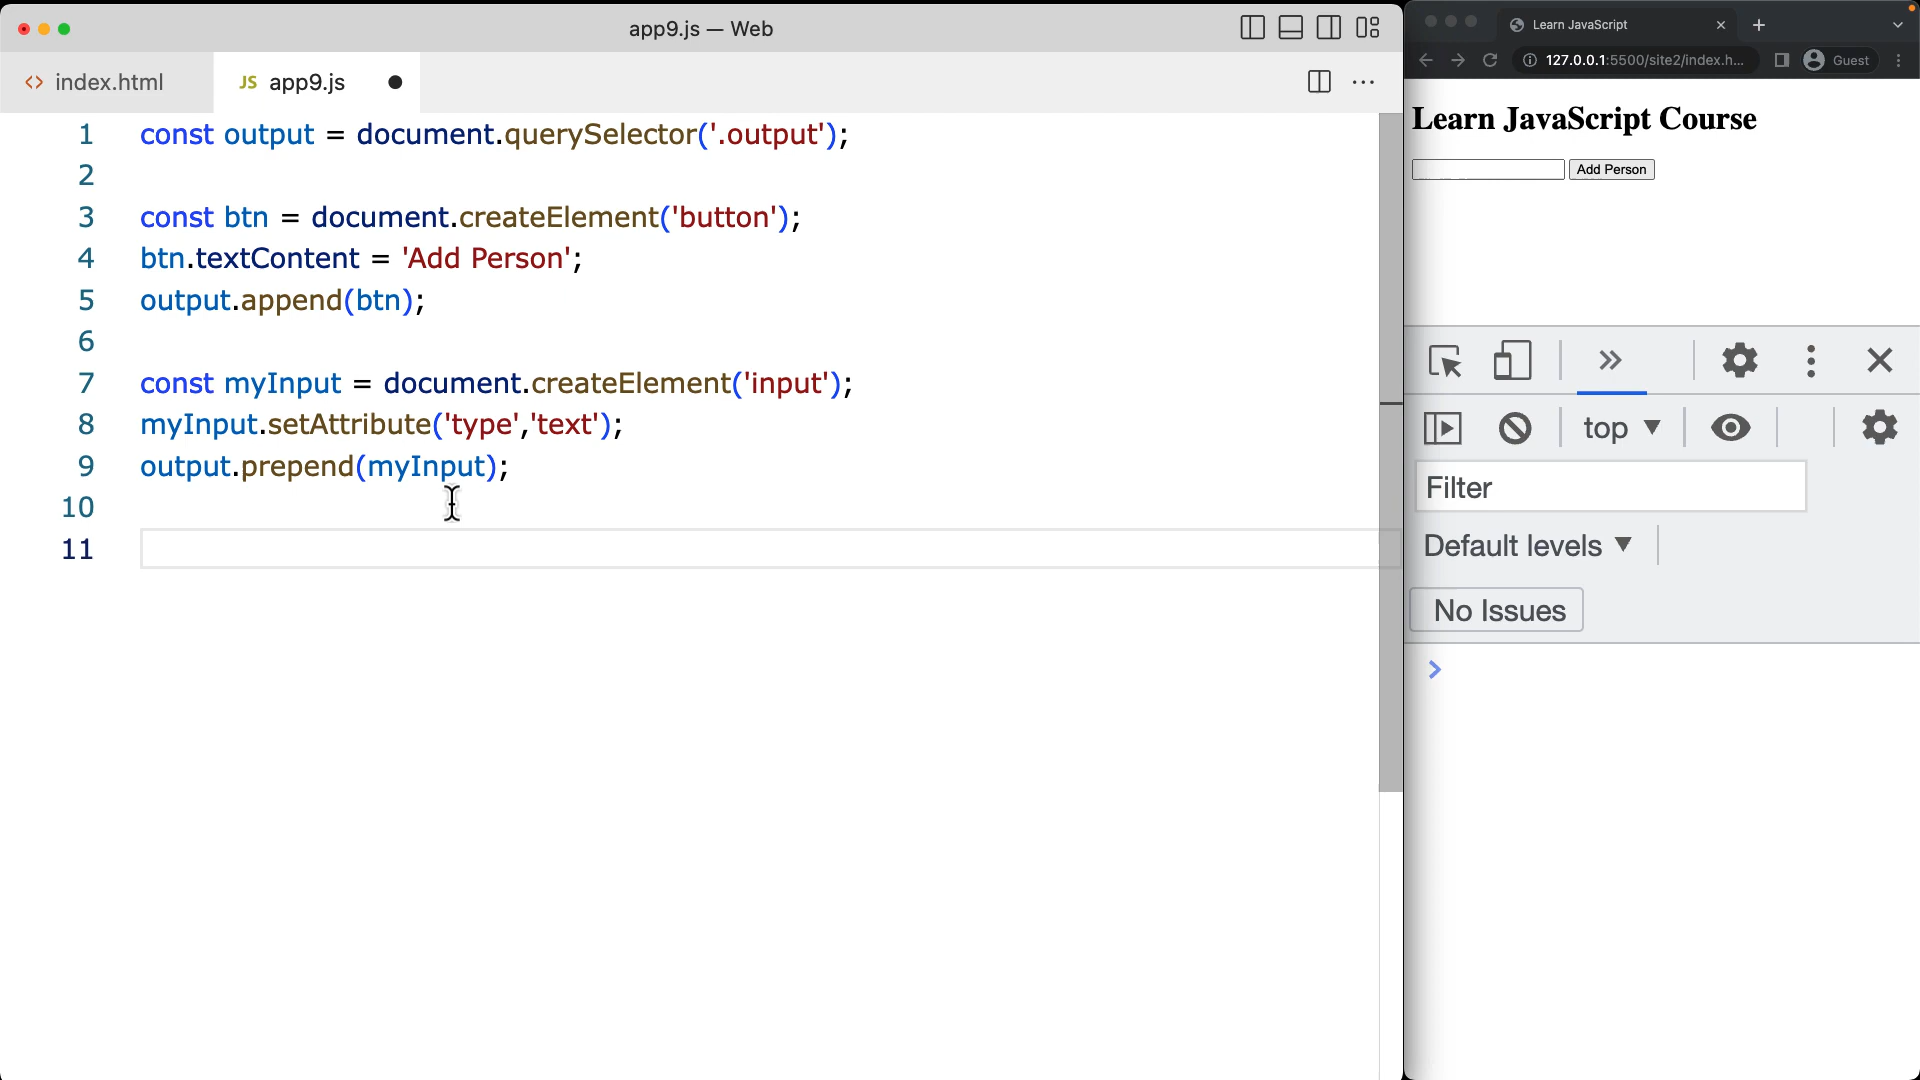 app9.js — Web
<> index.html
JS app9.js
1 const output = document.querySelector('.output');
2
3 const btn = document.createElement('button');
4 btn.textContent = 'Add Person';
5 output.append(btn);
6
7 const myInput = document.createElement('input');
8 myInput.setAttribute('type','text');
9 output.prepend(myInput);
10
11
Learn JavaScript
127.0.0.1:5500/site2/index.h...
Guest
Learn JavaScript Course
Add Person
top
Filter
Default levels
No Issues